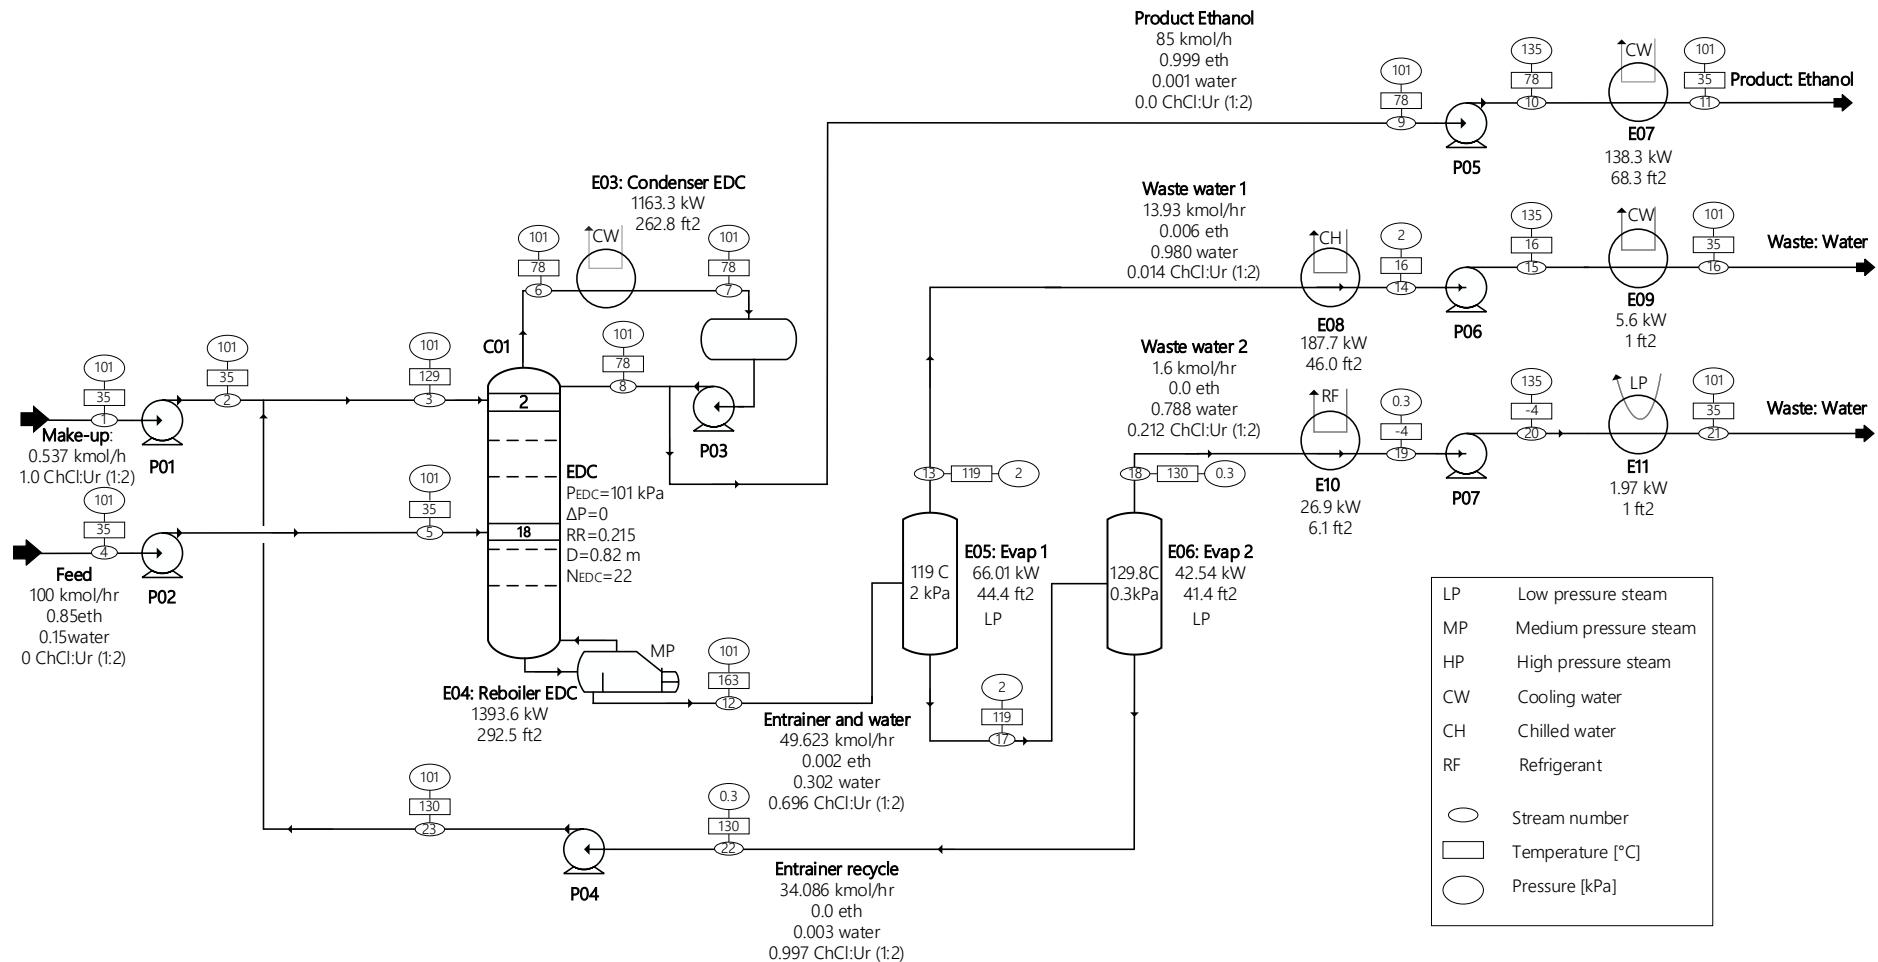 Product Ethanol
85 kmol/h
0.999 eth
0.001 water
0.0 ChCl:Ur (1:2)
101
78
9
P05
135
78
10
CW
E07
138.3 kW
68.3 ft2
101
35
11
Product: Ethanol
E03: Condenser EDC
1163.3 kW
262.8 ft2
CW
101
78
6
101
78
7
Waste water 1
13.93 kmol/hr
0.006 eth
0.980 water
0.014 ChCl:Ur (1:2)
CH
E08
187.7 kW
46.0 ft2
2
16
14
P06
135
16
15
CW
E09
5.6 kW
1 ft2
101
35
16
Waste: Water
Waste water 2
1.6 kmol/hr
0.0 eth
0.788 water
0.212 ChCl:Ur (1:2)
RF
E10
26.9 kW
6.1 ft2
0.3
-4
19
P07
135
-4
20
LP
E11
1.97 kW
1 ft2
101
35
21
Waste: Water
101
35
1
Make-up:
0.537 kmol/h
1.0 ChCl:Ur (1:2)
P01
101
35
2
101
129
3
C01
2
101
78
8
P03
101
35
4
Feed
100 kmol/hr
0.85eth
0.15water
0 ChCl:Ur (1:2)
P02
101
35
5
18
EDC
PEDC=101 kPa
ΔP=0
RR=0.215
D=0.82 m
NEDC=22
MP
E04: Reboiler EDC
1393.6 kW
292.5 ft2
101
163
12
Entrainer and water
49.623 kmol/hr
0.002 eth
0.302 water
0.696 ChCl:Ur (1:2)
13
119
2
119 C
2 kPa
E05: Evap 1
66.01 kW
44.4 ft2
LP
18
130
0.3
129.8C
0.3kPa
E06: Evap 2
42.54 kW
41.4 ft2
LP
2
119
17
101
130
23
P04
0.3
130
22
Entrainer recycle
34.086 kmol/hr
0.0 eth
0.003 water
0.997 ChCl:Ur (1:2)
LP Low pressure steam
MP Medium pressure steam
HP High pressure steam
CW Cooling water
CH Chilled water
RF Refrigerant
Stream number
Temperature [°C]
Pressure [kPa]